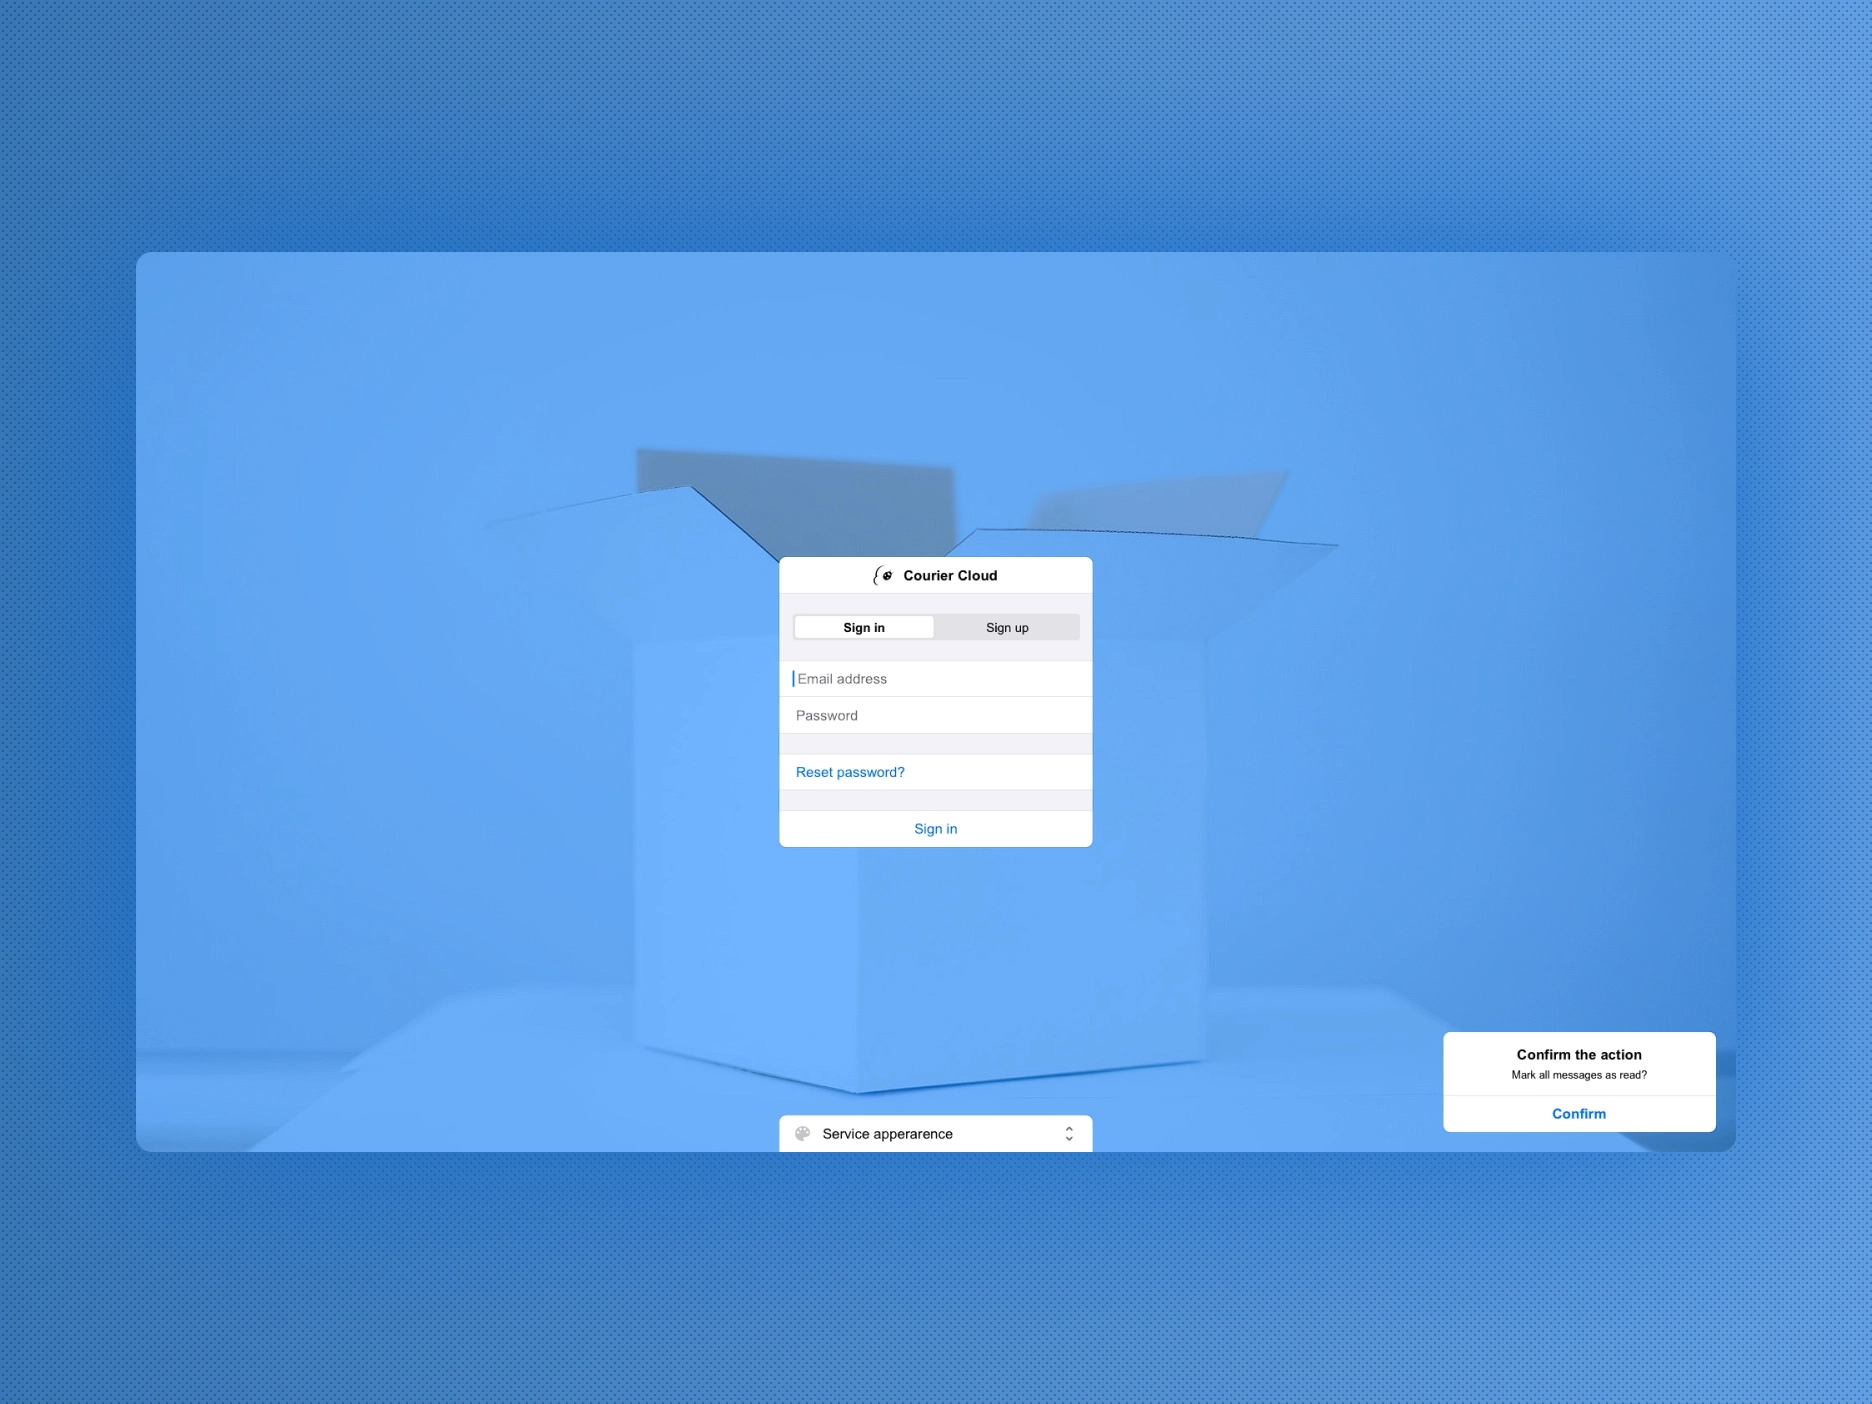 Courier Cloud
Sign in
Sign up
Email address
Password
Reset password?
Sign in
Confirm the action
Mark all messages as read?
Confirm
Service apperarence